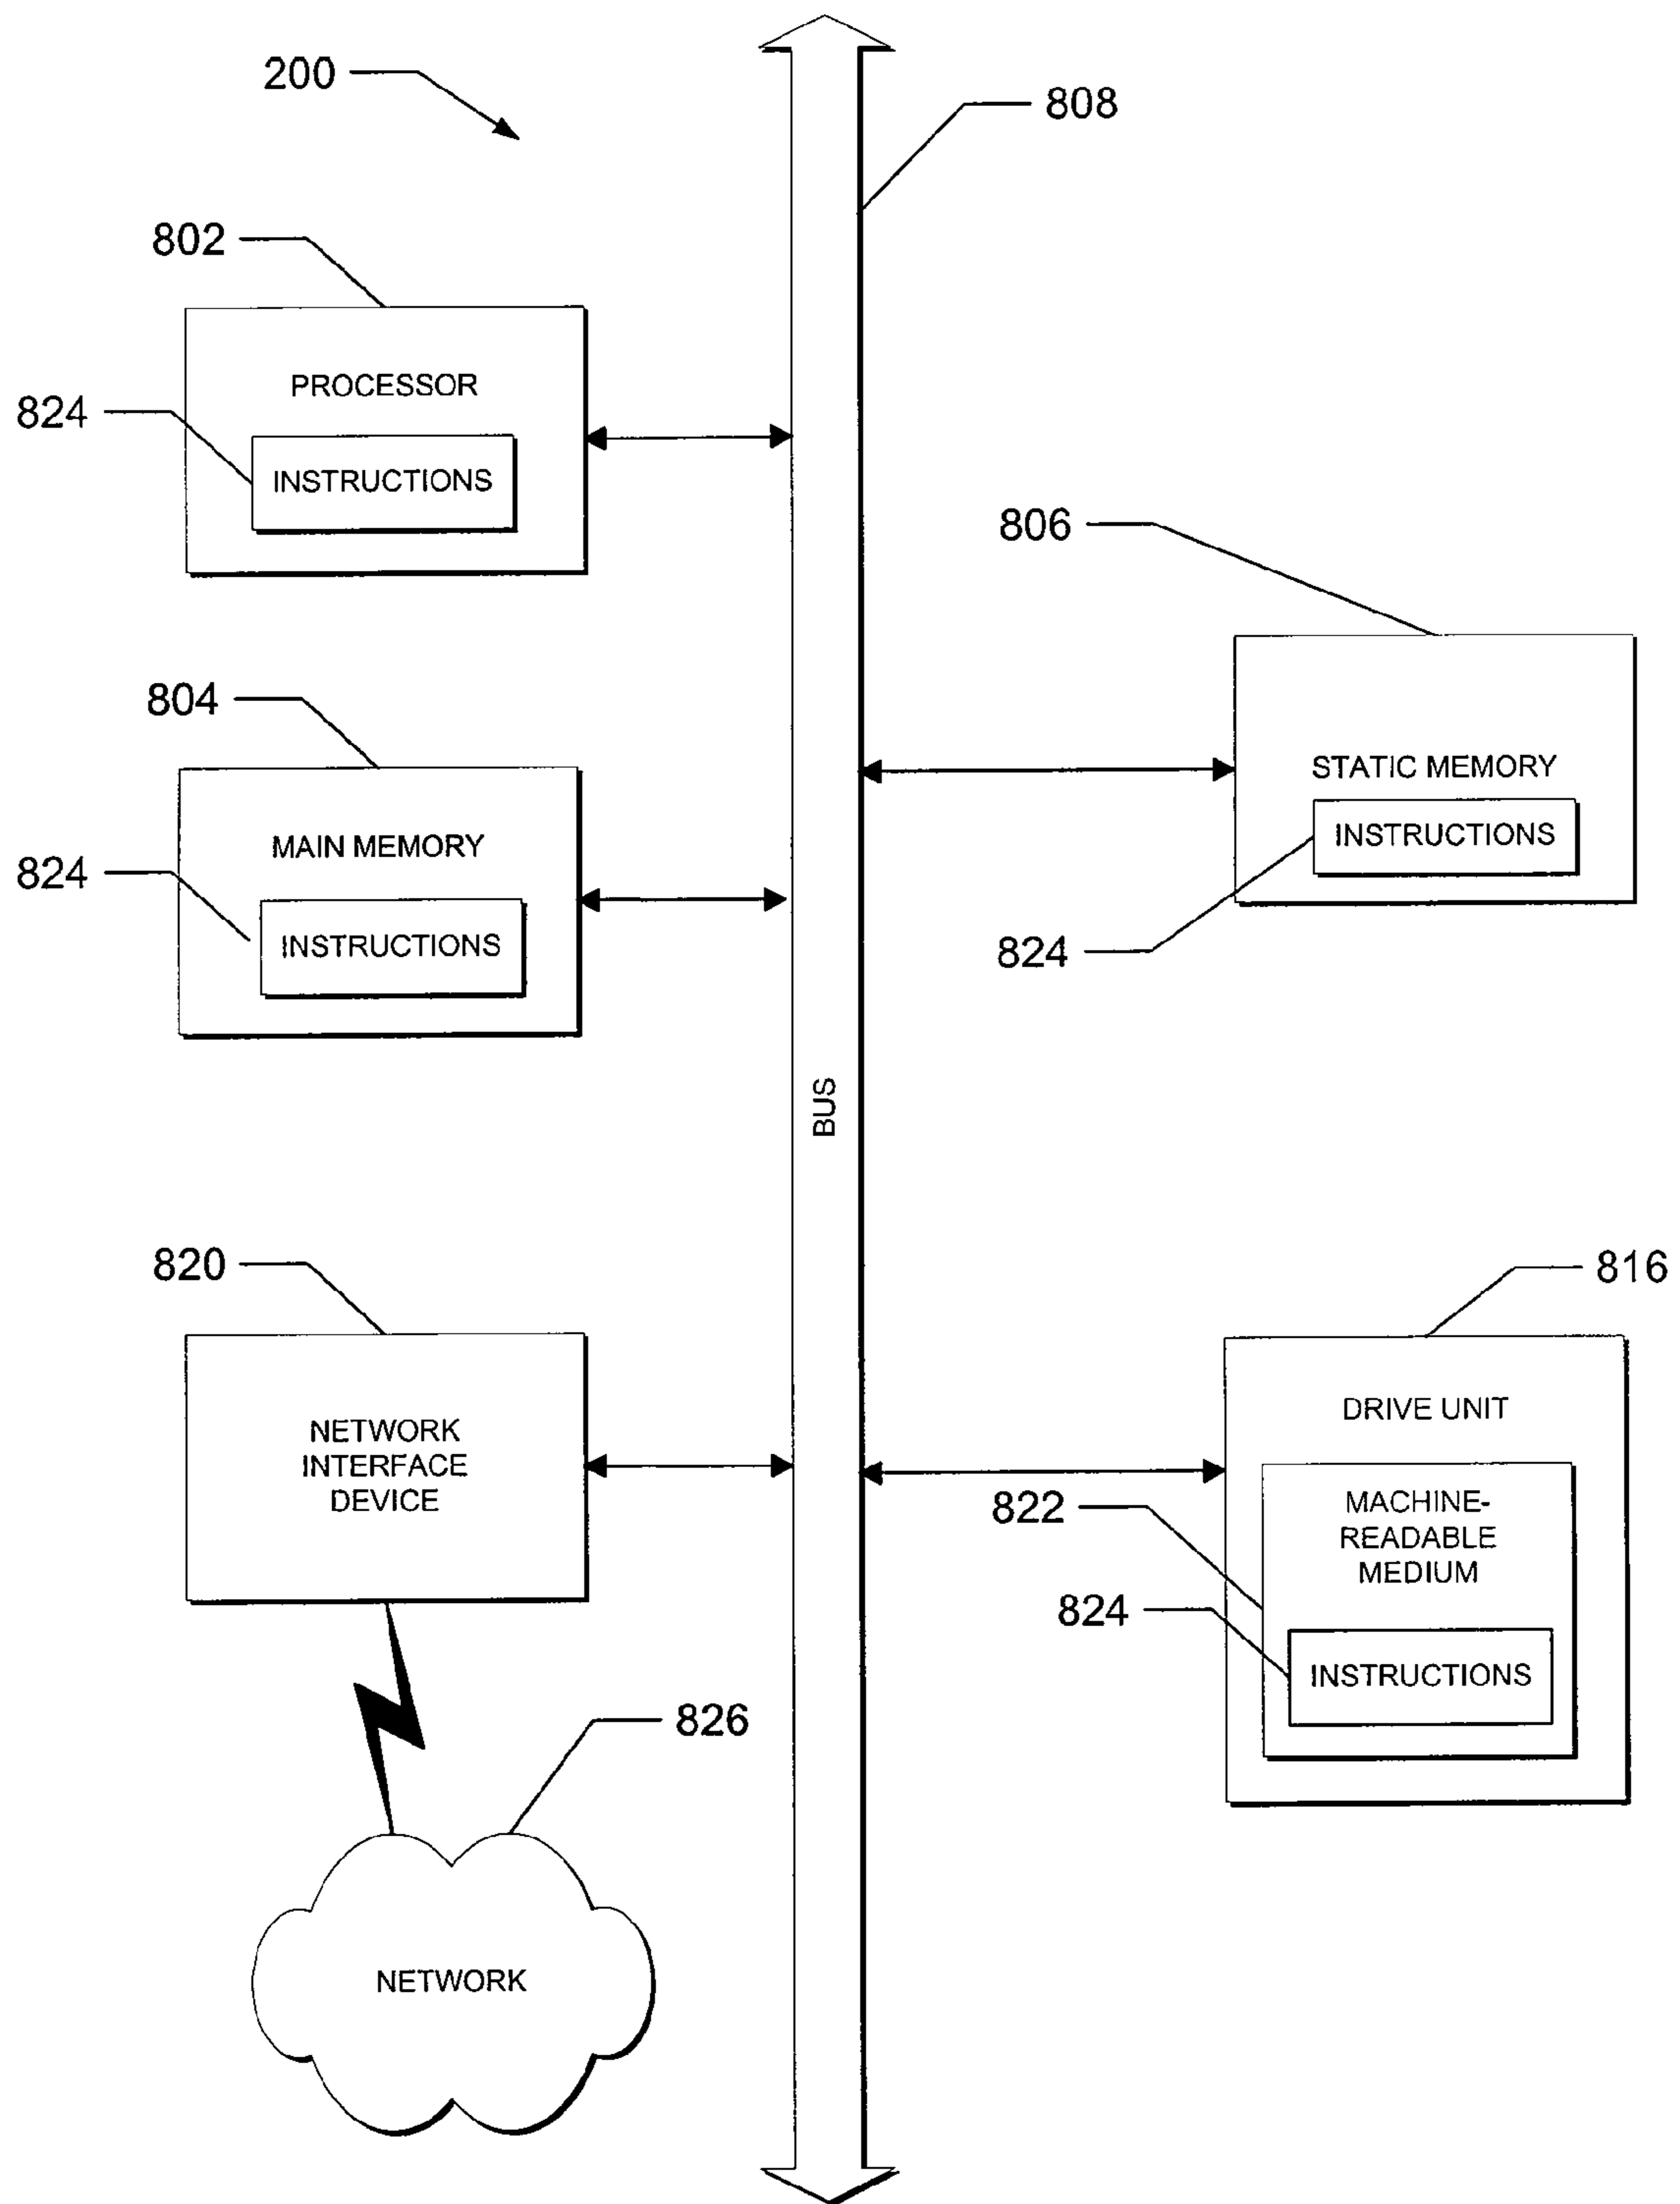 200
808
802
PROCESSOR
824
INSTRUCTIONS
806
STATIC MEMORY
INSTRUCTIONS
824
804
MAIN MEMORY
824
INSTRUCTIONS
BUS
820
NETWORK
INTERFACE
DEVICE
816
DRIVE UNIT
822
MACHINE-
READABLE
MEDIUM
824
INSTRUCTIONS
826
NETWORK